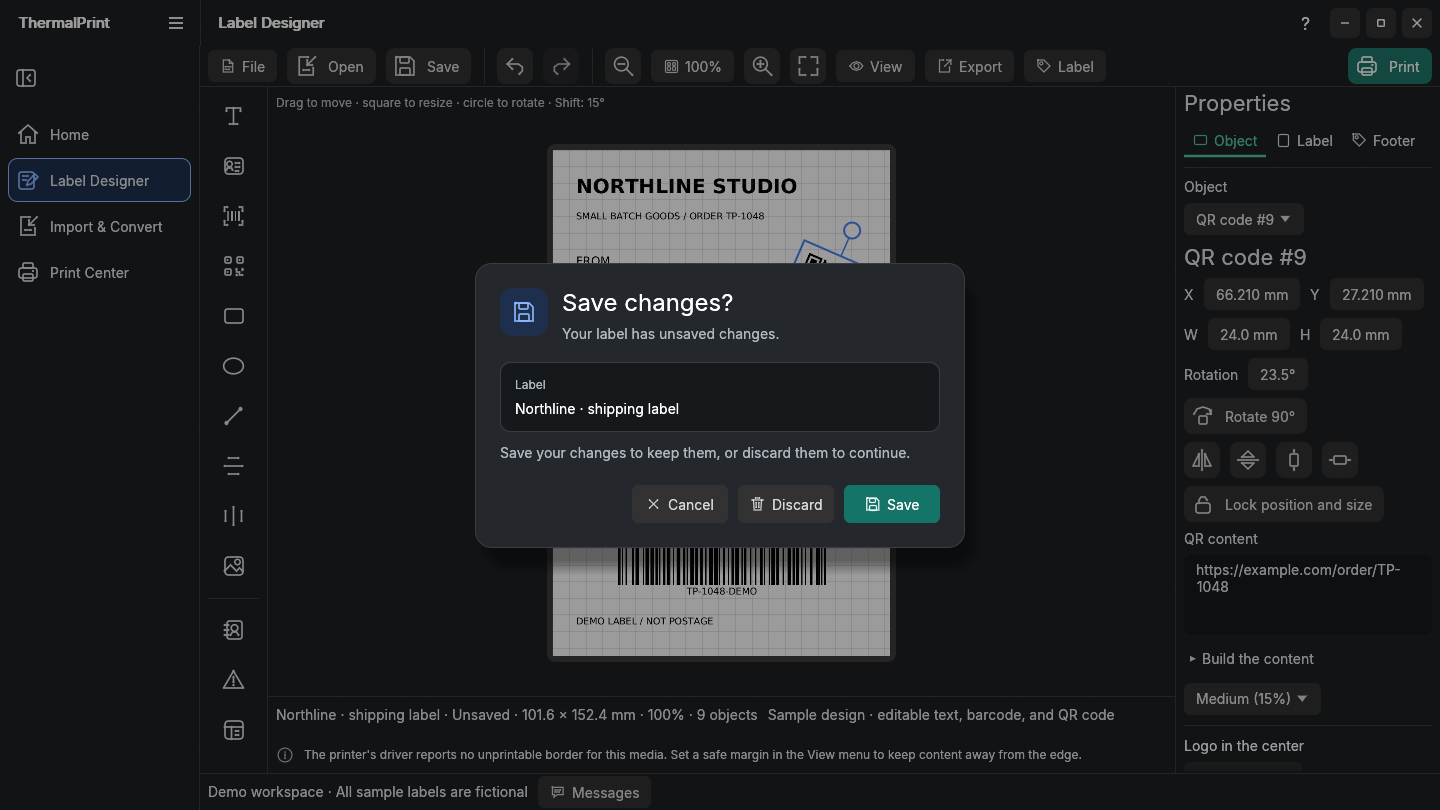 ThermalPrint
Label Designer
?
File
Open
Save
100%
View
Export
Label
Print
Home
Label Designer
Import & Convert
Print Center
Drag to move · square to resize · circle to rotate · Shift: 15°
NORTHLINE STUDIO
SMALL BATCH GOODS / ORDER TP-1048
FROM
Save changes?
Your label has unsaved changes.
Label
Northline · shipping label
Save your changes to keep them, or discard them to continue.
Cancel
Discard
Save
TP-1048-DEMO
DEMO LABEL / NOT POSTAGE
Northline · shipping label · Unsaved · 101.6 × 152.4 mm · 100% · 9 objects Sample design · editable text, barcode, and QR code
The printer's driver reports no unprintable border for this media. Set a safe margin in the View menu to keep content away from the edge.
Demo workspace · All sample labels are fictional
Messages
Properties
Object
Label
Footer
Object
QR code #9
QR code #9
X 66.210 mm Y 27.210 mm
W 24.0 mm H 24.0 mm
Rotation 23.5°
Rotate 90°
Lock position and size
QR content
https://example.com/order/TP-
1048
Build the content
Medium (15%)
Logo in the center